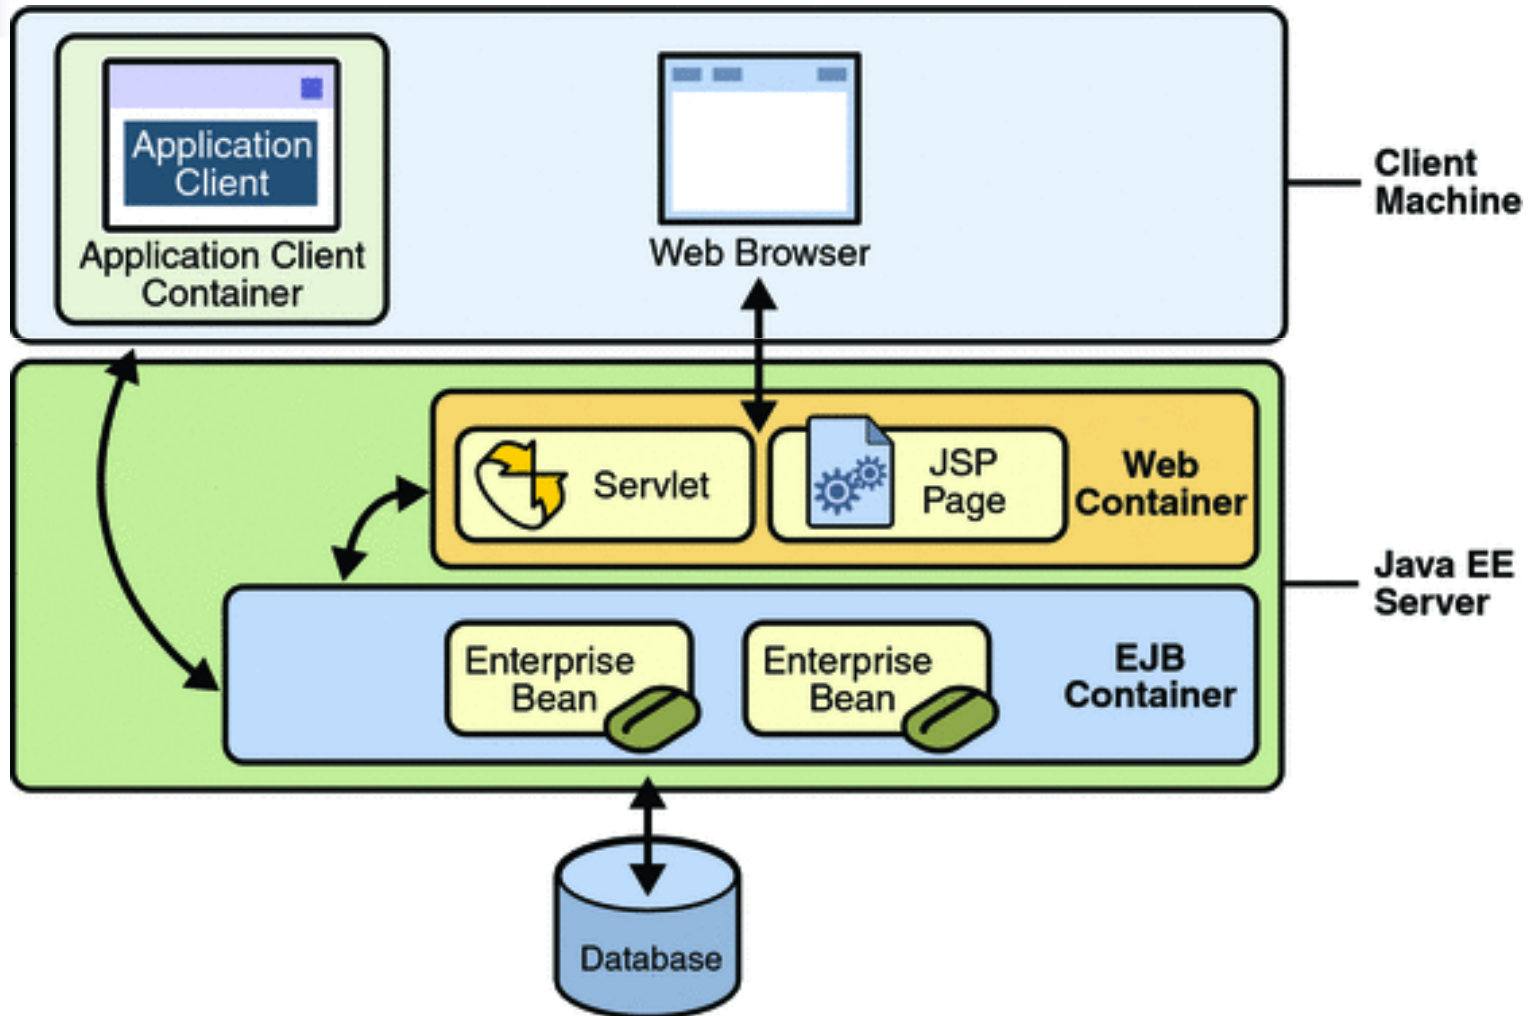 Application
Client
Application Client
Container
Web Browser
Client
Machine
Servlet
JSP
Page
Web
Container
Java EE
Server
Enterprise
Bean
Enterprise
Bean
EJB
Container
Database